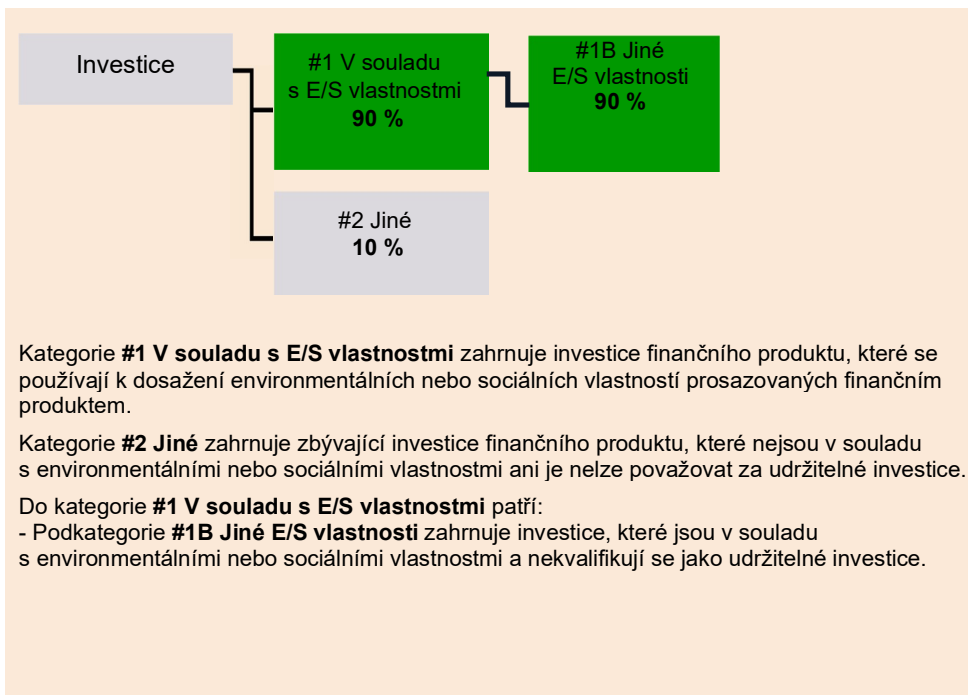 Investice
#1 V souladu
s E/S vlastnostmi
90 %
#1B Jiné
E/S vlastnosti
90 %
#2 Jiné
10 %
Kategorie #1 V souladu s E/S vlastnostmi zahrnuje investice finančního produktu, které se
používají k dosažení environmentálních nebo sociálních vlastností prosazovaných finančním
produktem.
Kategorie #2 Jiné zahrnuje zbývající investice finančního produktu, které nejsou v souladu
s environmentálními nebo sociálními vlastnostmi ani je nelze považovat za udržitelné investice.
Do kategorie #1 V souladu s E/S vlastnostmi patří:
- Podkategorie #1B Jiné E/S vlastnosti zahrnuje investice, které jsou v souladu
s environmentálními nebo sociálními vlastnostmi a nekvalifikují se jako udržitelné investice.